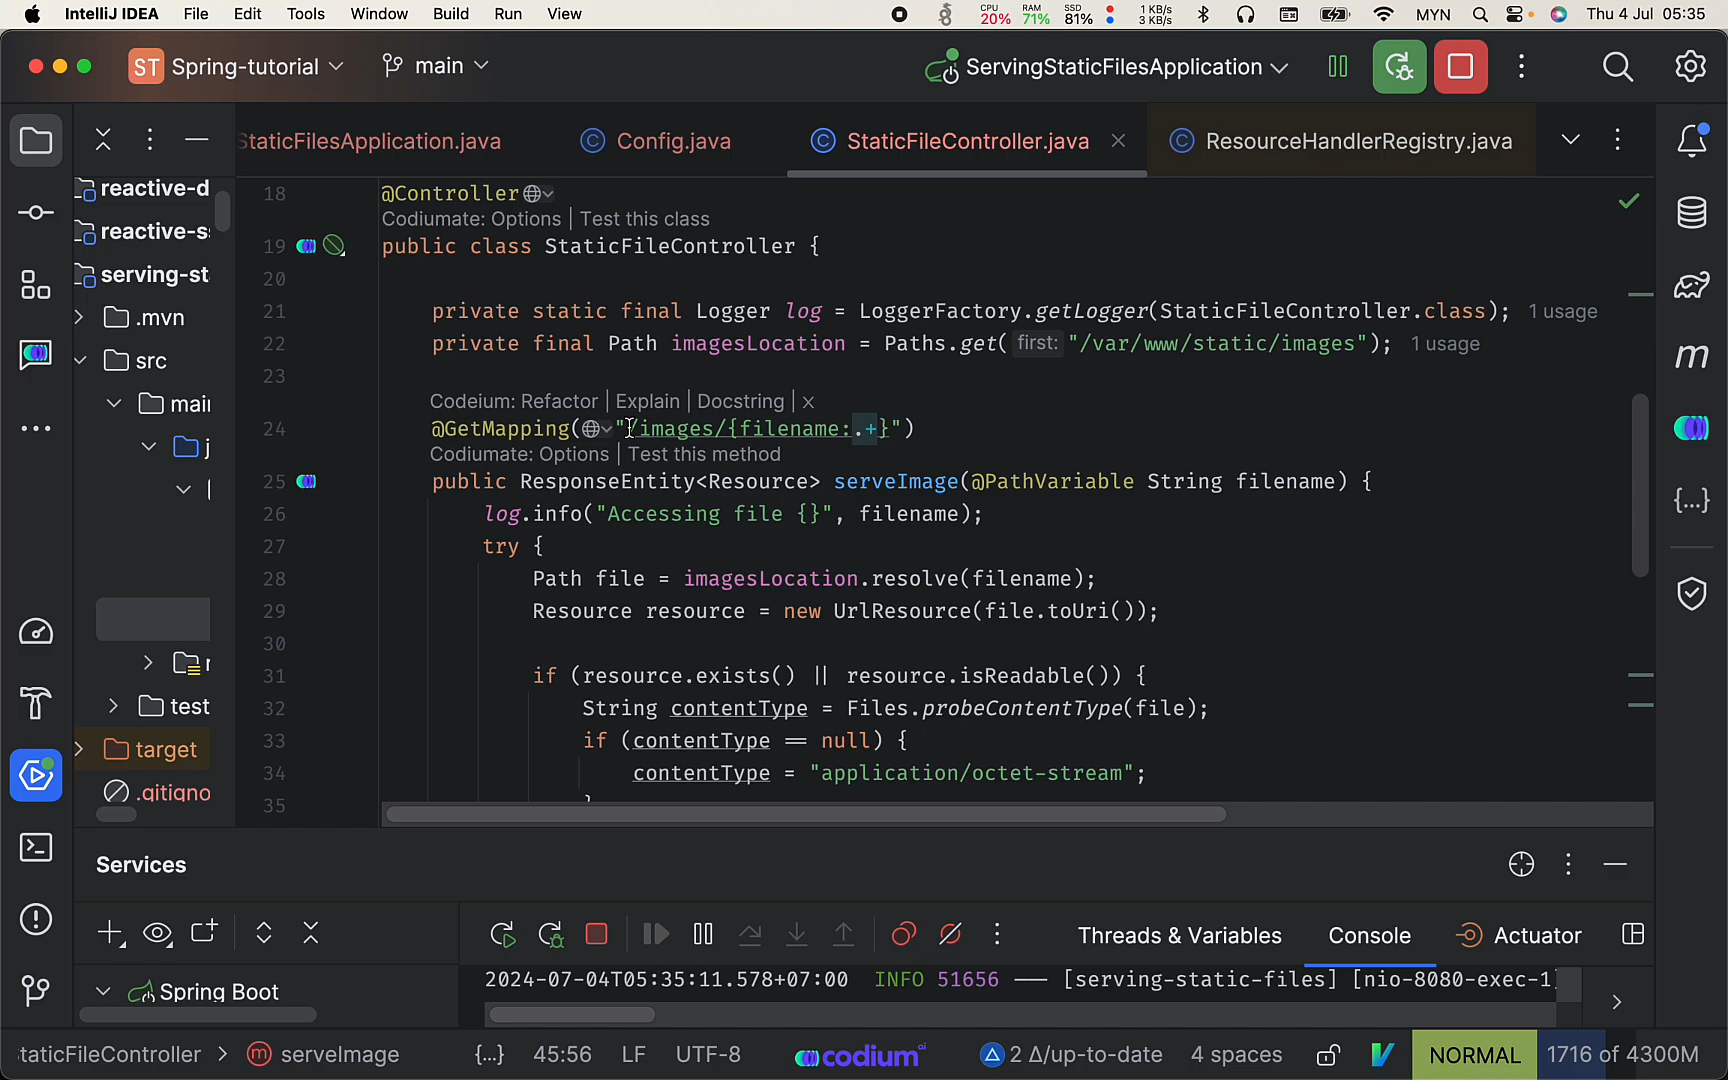 IntelliJ IDEA File Edit Tools Window Build Run View CPU 20% RAM 71% SSD 81% 1 KB/s 3 KB/s MYN Thu 4 Jul 05:35
ST Spring-tutorial main ServingStaticFilesApplication
StaticFilesApplication.java Config.java StaticFileController.java ResourceHandlerRegistry.java
reactive-d
reactive-s
serving-st
.mvn
src
main
j
r
test
target
.gitigno
18 @Controller
Codiumate: Options | Test this class
19 public class StaticFileController {
20
21 private static final Logger log = LoggerFactory.getLogger(StaticFileController.class); 1 usage
22 private final Path imagesLocation = Paths.get( first: "/var/www/static/images"); 1 usage
23
Codeium: Refactor | Explain | Docstring | ×
24 @GetMapping("/images/{filename:.+}")
Codiumate: Options | Test this method
25 public ResponseEntity<Resource> serveImage(@PathVariable String filename) {
26 log.info("Accessing file {}", filename);
27 try {
28 Path file = imagesLocation.resolve(filename);
29 Resource resource = new UrlResource(file.toUri());
30
31 if (resource.exists() || resource.isReadable()) {
32 String contentType = Files.probeContentType(file);
33 if (contentType == null) {
34 contentType = "application/octet-stream";
35 }
m
{...}
Services
Threads & Variables Console Actuator
Spring Boot
2024-07-04T05:35:11.578+07:00 INFO 51656 --- [serving-static-files] [nio-8080-exec-1]
taticFileController > m serveImage {...} 45:56 LF UTF-8 codiumai 2 Δ/up-to-date 4 spaces NORMAL 1716 of 4300M